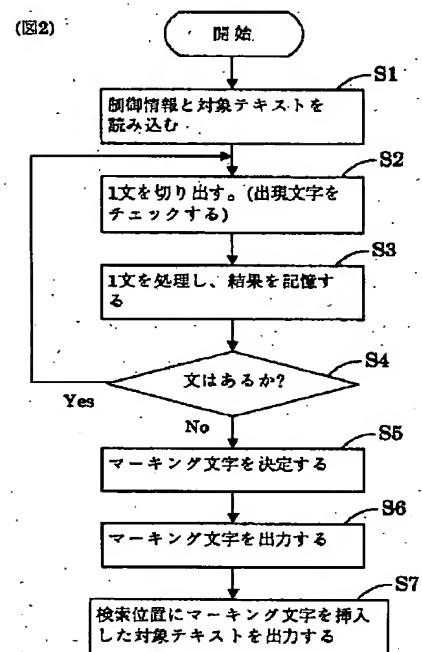 (図2)
開始
S1
制御情報と対象テキストを
読み込む
S2
1文を切り出す。(出現文字を
チェックする)
S3
1文を処理し、結果を記憶す
る
S4
文はあるか?
Yes
No
S5
マーキング文字を決定する
S6
マーキング文字を出力する
S7
検索位置にマーキング文字を挿入
した対象テキストを出力する